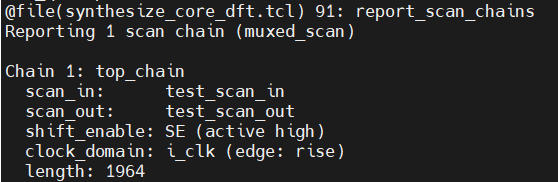 @file(synthesize_core_dft.tcl) 91: report_scan_chains
Reporting 1 scan chain (muxed_scan)
Chain 1: top_chain
scan_in: test_scan_in
scan_out: test_scan_out
shift_enable: SE (active high)
clock_domain: i_clk (edge: rise)
length: 1964